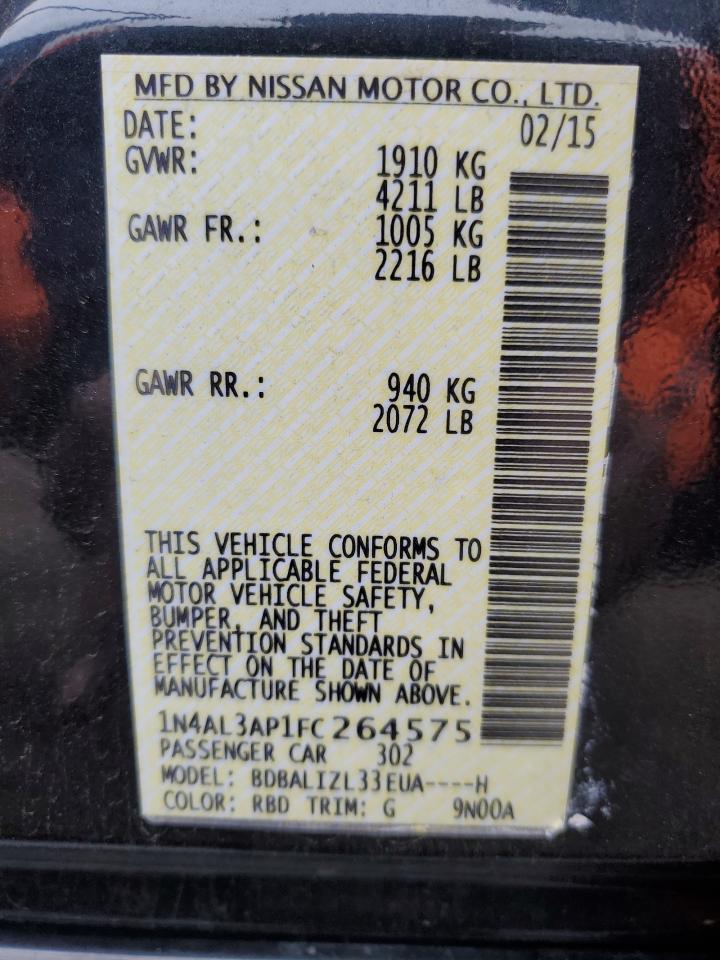 MFD BY NISSAN MOTOR CO., LTD.
DATE: 02/15
GVWR: 1910 KG
4211 LB
GAWR FR.: 1005 KG
2216 LB
GAWR RR.: 940 KG
2072 LB
THIS VEHICLE CONFORMS TO
ALL APPLICABLE FEDERAL
MOTOR VEHICLE SAFETY,
BUMPER, AND THEFT
PREVENTION STANDARDS IN
EFFECT ON THE DATE OF
MANUFACTURE SHOWN ABOVE.
1N4AL3AP1FC264575
PASSENGER CAR 302
MODEL: BDBALIZL33EUA----H
COLOR: RBD TRIM: G 9N00A